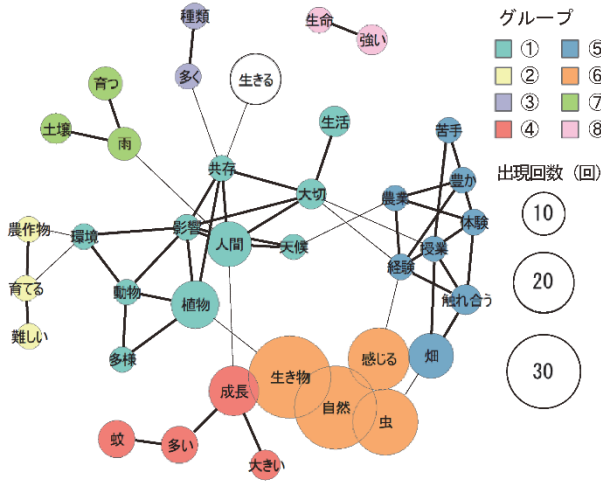 種類
生命
強い
グループ
① ⑤
② ⑥
③ ⑦
④ ⑧
多く
生きる
育つ
土壌
雨
生活
苦手
出現回数 (回)
共存
大切
農業
豊か
体験
10
農作物
環境
影響
人間
天候
授業
経験
育てる
動物
植物
触れ合う
20
難しい
多様
畑
感じる
30
成長
生き物
自然
虫
蚊
多い
大きい